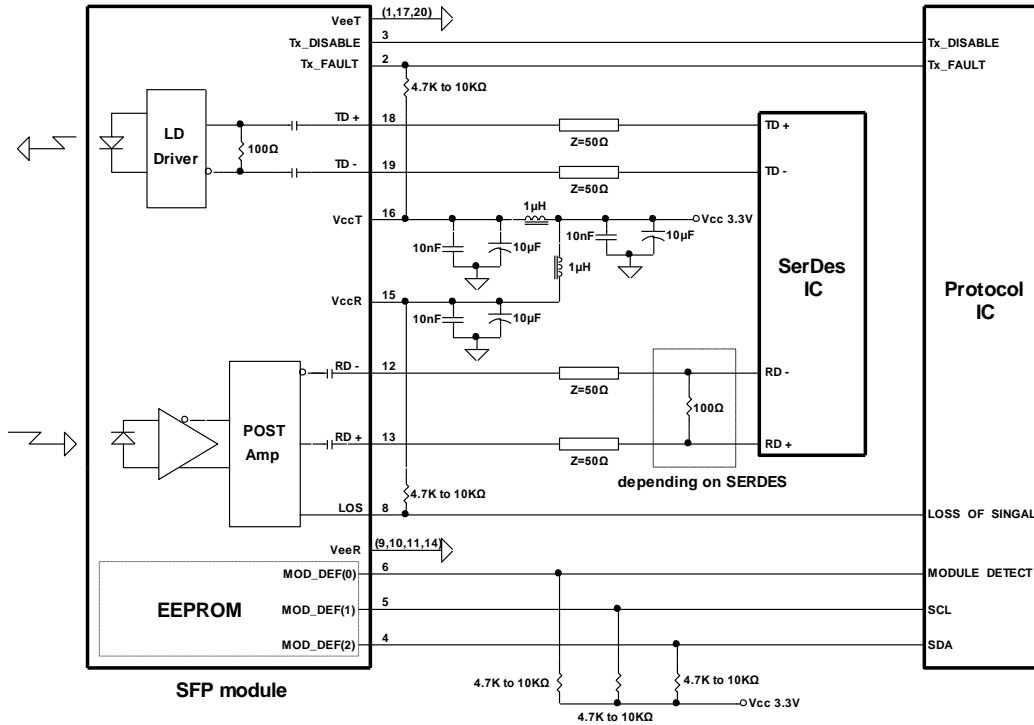 VeeT (1,17,20)
Tx_DISABLE 3 Tx_DISABLE
Tx_FAULT 2 Tx_FAULT
4.7K to 10KΩ
LD
Driver
100Ω
TD + 18 Z=50Ω TD +
TD - 19 Z=50Ω TD -
1µH
VccT 16 Vcc 3.3V
10nF 10µF 10nF 10µF
1µH
SerDes
IC
Protocol
IC
VccR 15
10nF 10µF
RD - 12 Z=50Ω RD -
100Ω
POST
Amp
RD + 13 Z=50Ω RD +
depending on SERDES
4.7K to 10KΩ
LOS 8 LOSS OF SINGAL
VeeR (9,10,11,14)
MOD_DEF(0) 6 MODULE DETECT
EEPROM
MOD_DEF(1) 5 SCL
MOD_DEF(2) 4 SDA
4.7K to 10KΩ 4.7K to 10KΩ
SFP module
Vcc 3.3V
4.7K to 10KΩ